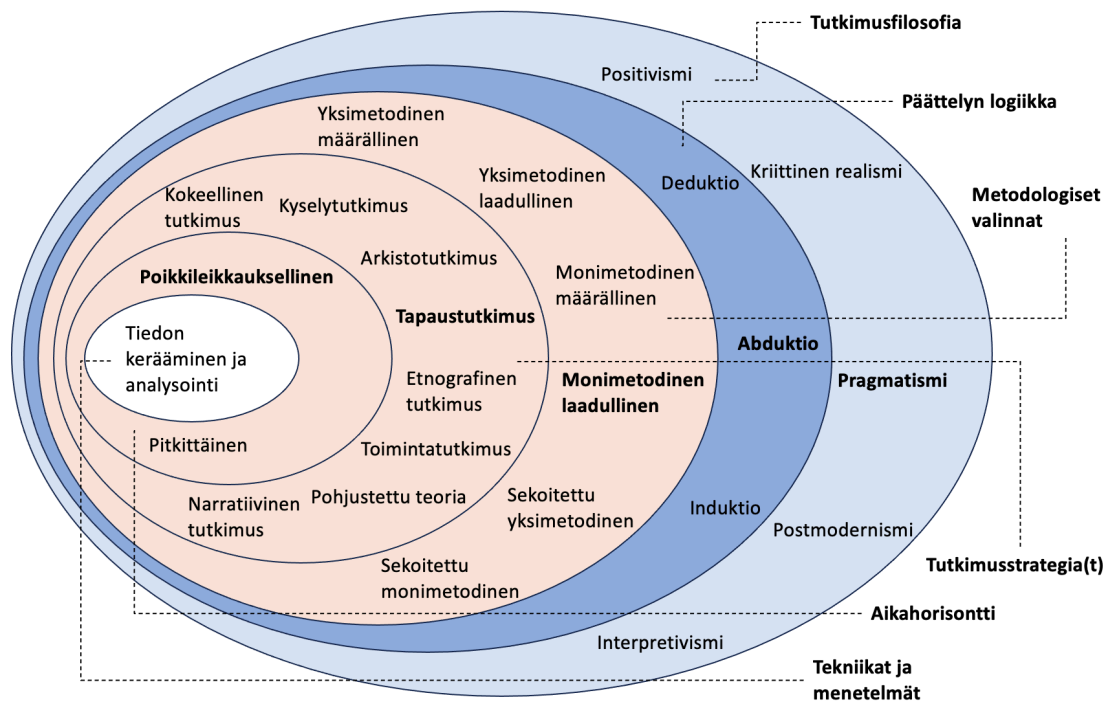 Tutkimusfilosofia
Positivismi
Päättelyn logiikka
Yksimetodinen
määrällinen
Kriittinen realismi
Yksimetodinen
laadullinen
Deduktio
Metodologiset
valinnat
Kokeellinen
tutkimus
Kyselytutkimus
Arkistotutkimus
Monimetodinen
määrällinen
Poikkileikkauksellinen
Tapaustutkimus
Tiedon
kerääminen ja
analysointi
Abduktio
Etnografinen
tutkimus
Monimetodinen
laadullinen
Pragmatismi
Pitkittäinen
Toimintatutkimus
Narratiivinen
tutkimus
Pohjustettu teoria
Sekoitettu
yksimetodinen
Induktio
Postmodernismi
Sekoitettu
monimetodinen
Tutkimusstrategia(t)
Aikahorisontti
Interpretivismi
Tekniikat ja
menetelmät